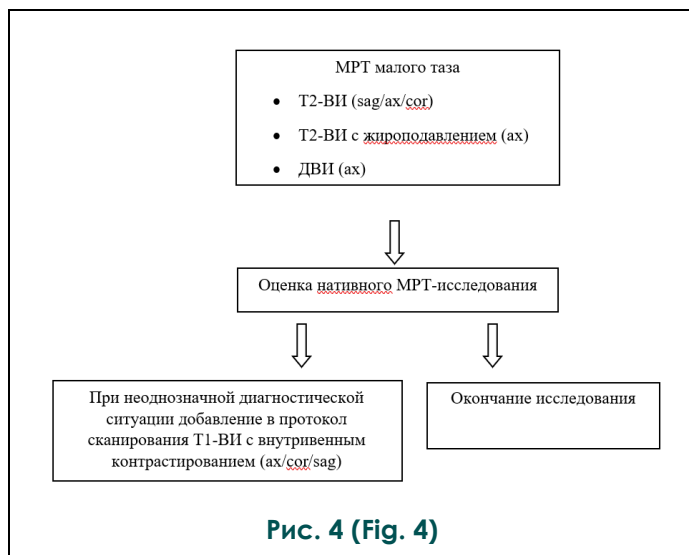 МРТ малого таза
• Т2-ВИ (sag/ax/cor)
• Т2-ВИ с жироподавлением (ax)
• ДВИ (ax)
Оценка нативного МРТ-исследования
При неоднозначной диагностической
ситуации добавление в протокол
сканирования Т1-ВИ с внутривенным
контрастированием (ax/cor/sag)
Окончание исследования
Рис. 4 (Fig. 4)